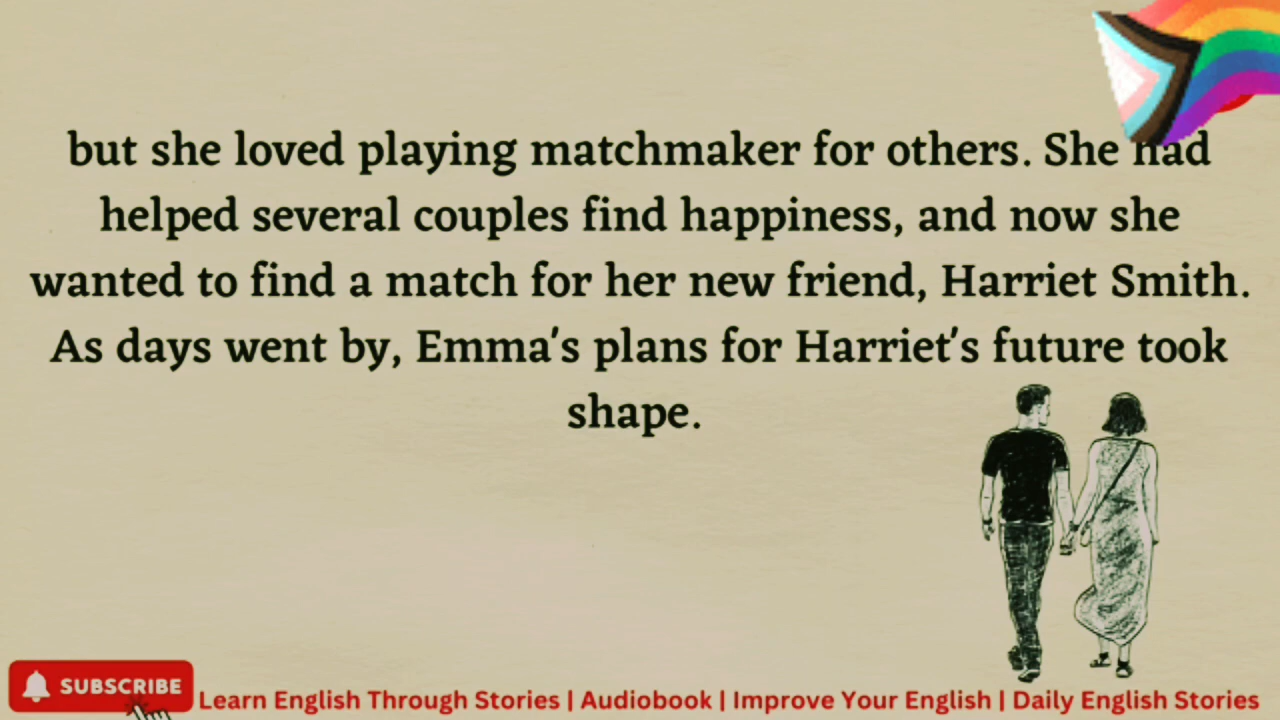 but she loved playing matchmaker for others. She had
helped several couples find happiness, and now she
wanted to find a match for her new friend, Harriet Smith.
As days went by, Emma's plans for Harriet's future took
shape.
SUBSCRIBE
Learn English Through Stories | Audiobook | Improve Your English | Daily English Stories